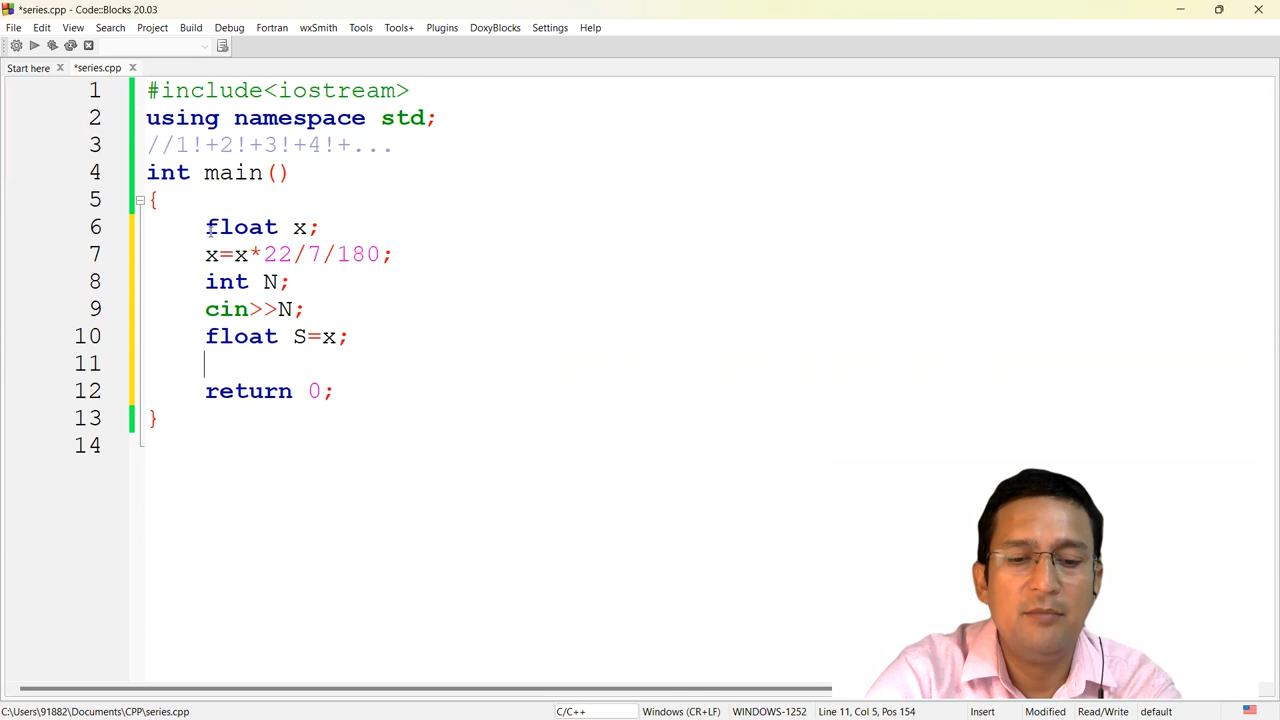 *series.cpp - Code::Blocks 20.03
File Edit View Search Project Build Debug Fortran wxSmith Tools Tools+ Plugins DoxyBlocks Settings Help
Start here *series.cpp
1 #include<iostream>
2 using namespace std;
3 //1!+2!+3!+4!+...
4 int main()
5 {
6 float x;
7 x=x*22/7/180;
8 int N;
9 cin>>N;
10 float S=x;
11
12 return 0;
13 }
14
C:\Users\91882\Documents\CPP\series.cpp C/C++ Windows (CR+LF) WINDOWS-1252 Line 11, Col 5, Pos 154 Insert Modified Read/Write default